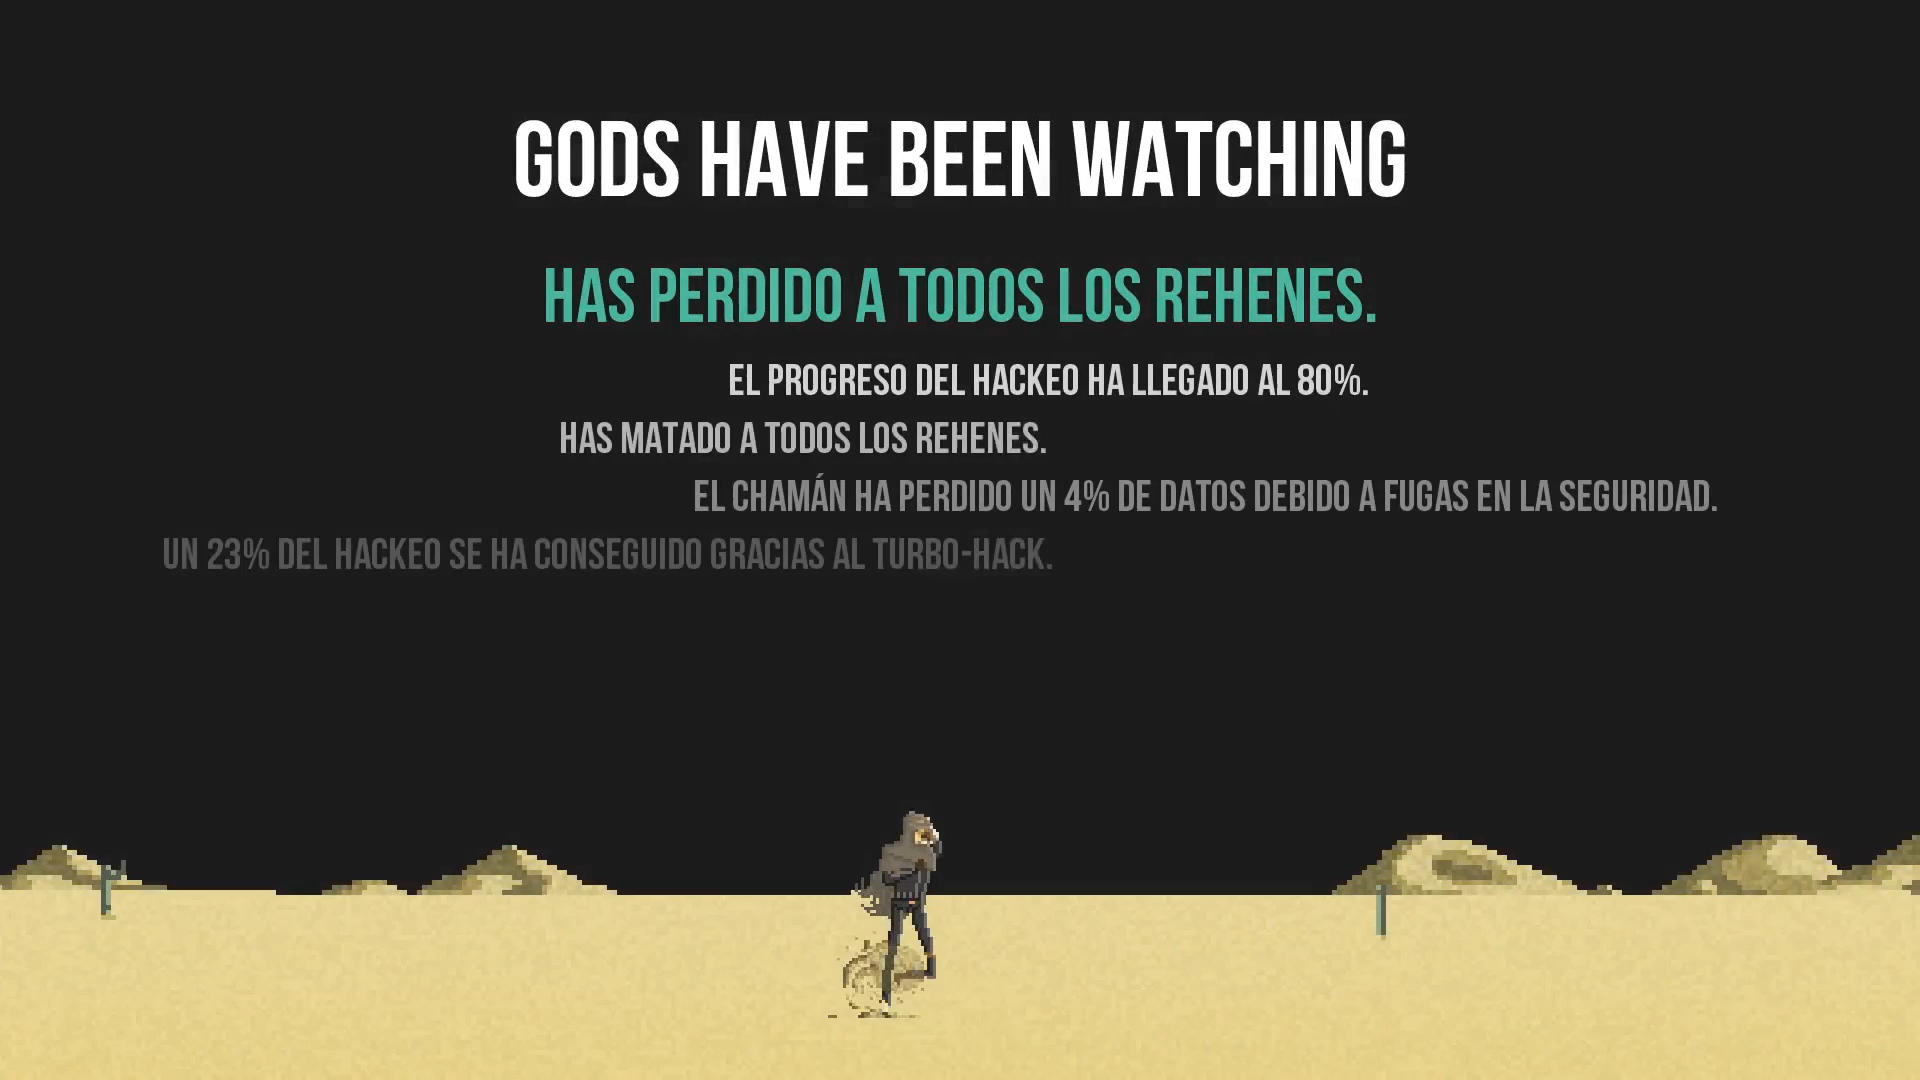 GODS HAVE BEEN WATCHING
HAS PERDIDO A TODOS LOS REHENES.
EL PROGRESO DEL HACKEO HA LLEGADO AL 80%.
HAS MATADO A TODOS LOS REHENES.
EL CHAMÁN HA PERDIDO UN 4% DE DATOS DEBIDO A FUGAS EN LA SEGURIDAD.
UN 23% DEL HACKEO SE HA CONSEGUIDO GRACIAS AL TURBO-HACK.